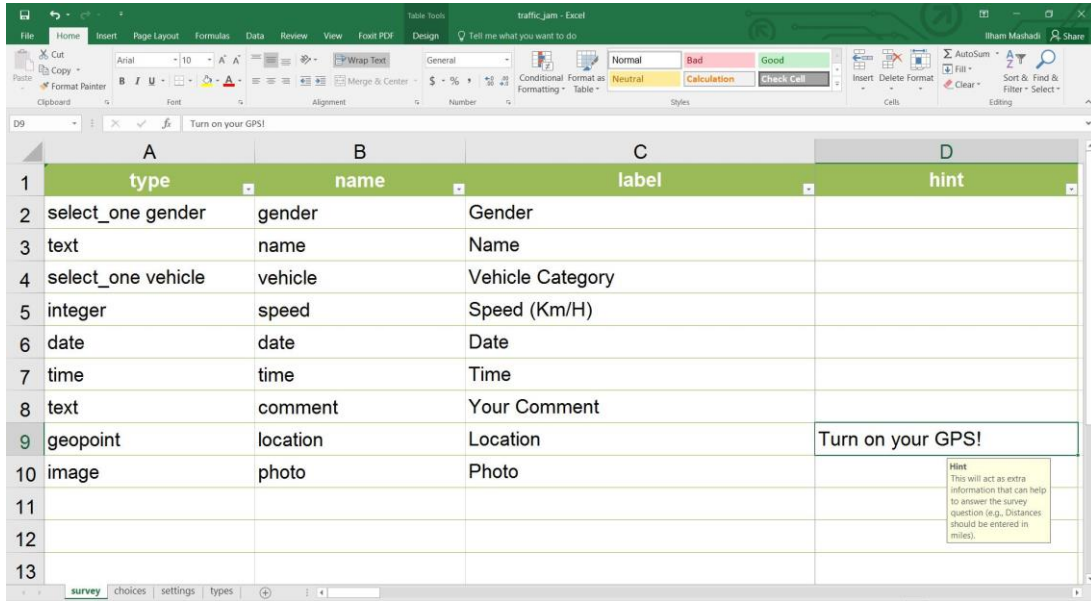 Table Tools
traffic_jam - Excel
File Home Insert Page Layout Formulas Data Review View Foxit PDF Design Tell me what you want to do
Ilham Mashadi Share
Paste
Cut
Copy
Format Painter
Arial 10
B I U
Wrap Text
Merge & Center
General
$ % ,
Conditional Formatting
Format as Table
Normal Bad Good
Neutral Calculation Check Cell
Insert Delete Format
AutoSum
Fill
Clear
Sort & Filter
Find & Select
Clipboard Font Alignment Number Styles Cells Editing
D9 fx Turn on your GPS!
A B C D
1 type name label hint
2 select_one gender gender Gender
3 text name Name
4 select_one vehicle vehicle Vehicle Category
5 integer speed Speed (Km/H)
6 date date Date
7 time time Time
8 text comment Your Comment
9 geopoint location Location Turn on your GPS!
10 image photo Photo
11
12
13
Hint
This will act as extra
information that can help
to answer the survey
question (e.g., Distances
should be entered in
miles).
survey choices settings types